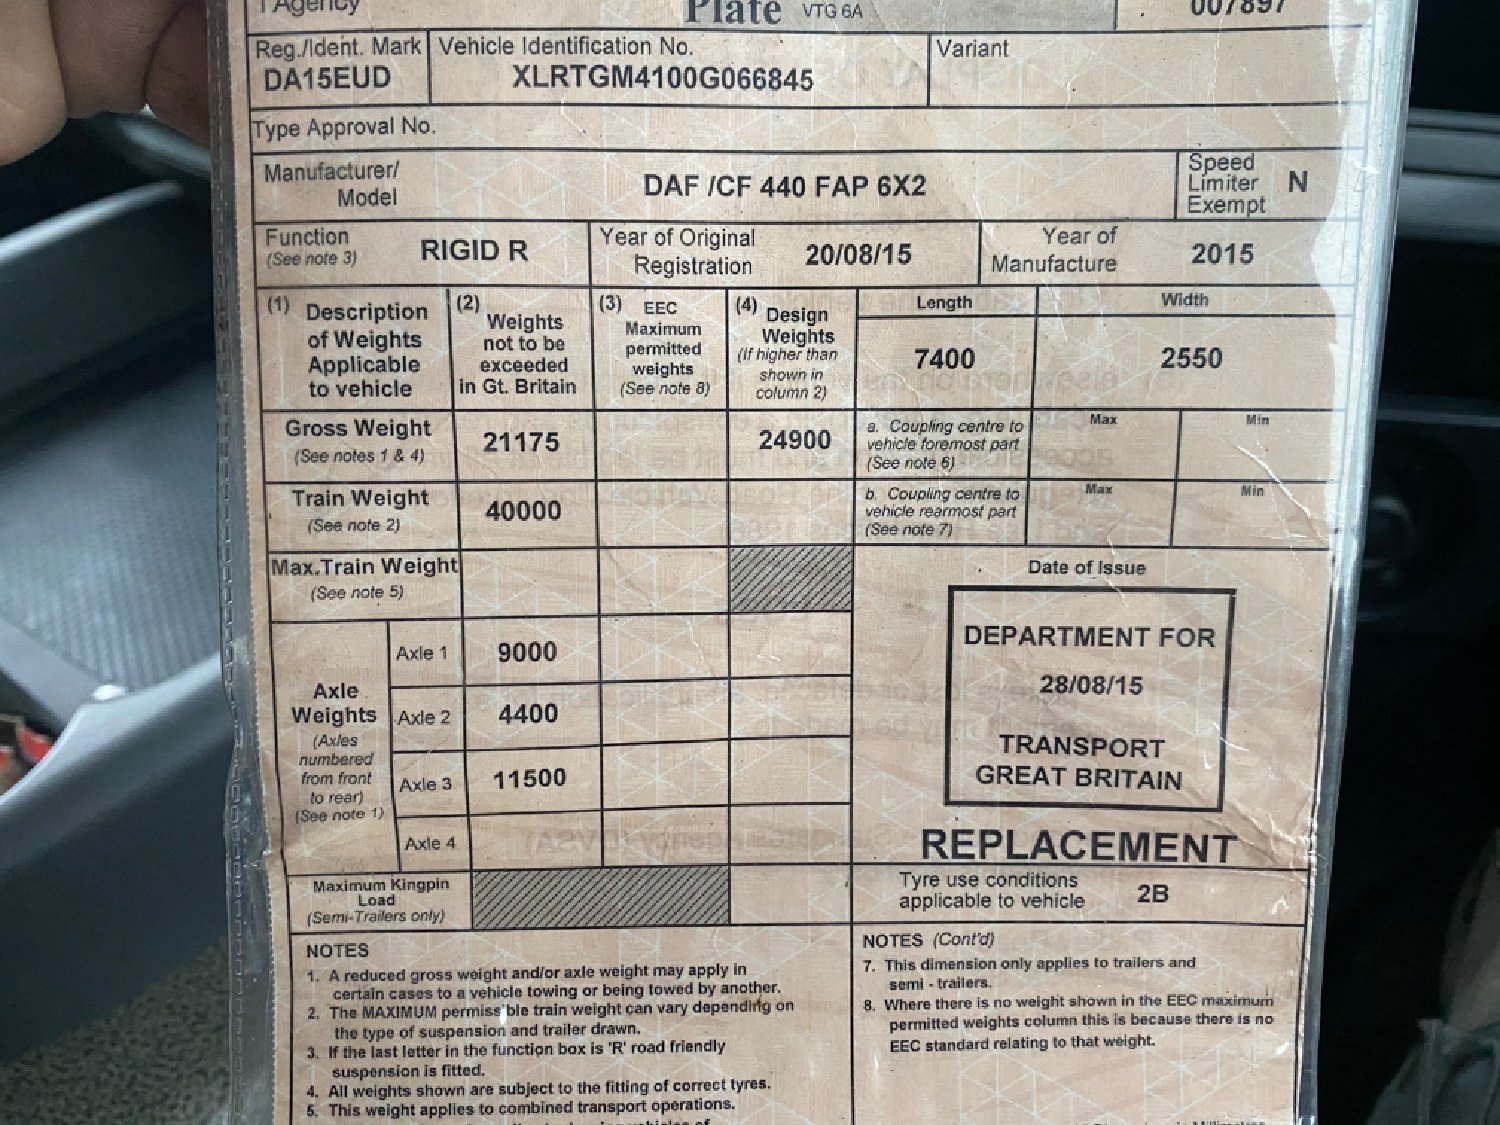 Agency
Plate VTG 6A
007897
Reg./Ident. Mark
DA15EUD
Vehicle Identification No.
XLRTGM4100G066845
Variant
Type Approval No.
Manufacturer/
Model
DAF /CF 440 FAP 6X2
Speed
Limiter
Exempt
N
Function
(See note 3)
RIGID R
Year of Original
Registration
20/08/15
Year of
Manufacture
2015
(1) Description
of Weights
Applicable
to vehicle
(2) Weights
not to be
exceeded
in Gt. Britain
(3) EEC
Maximum
permitted
weights
(See note 8)
(4) Design
Weights
(If higher than
shown in
column 2)
Length
7400
Width
2550
Gross Weight
(See notes 1 & 4)
21175
24900
a. Coupling centre to
vehicle foremost part
(See note 6)
Max
Min
Train Weight
(See note 2)
40000
b. Coupling centre to
vehicle rearmost part
(See note 7)
Max
Min
Max.Train Weight
(See note 5)
Date of Issue
DEPARTMENT FOR
28/08/15
TRANSPORT
GREAT BRITAIN
Axle
Weights
(Axles
numbered
from front
to rear)
(See note 1)
Axle 1
9000
Axle 2
4400
Axle 3
11500
Axle 4
REPLACEMENT
Maximum Kingpin
Load
(Semi-Trailers only)
Tyre use conditions
applicable to vehicle
2B
NOTES
1. A reduced gross weight and/or axle weight may apply in
certain cases to a vehicle towing or being towed by another.
2. The MAXIMUM permiss ble train weight can vary depending on
the type of suspension and trailer drawn.
3. If the last letter in the function box is 'R' road friendly
suspension is fitted.
4. All weights shown are subject to the fitting of correct tyres.
5. This weight applies to combined transport operations.
NOTES (Cont'd)
7. This dimension only applies to trailers and
semi - trailers.
8. Where there is no weight shown in the EEC maximum
permitted weights column this is because there is no
EEC standard relating to that weight.